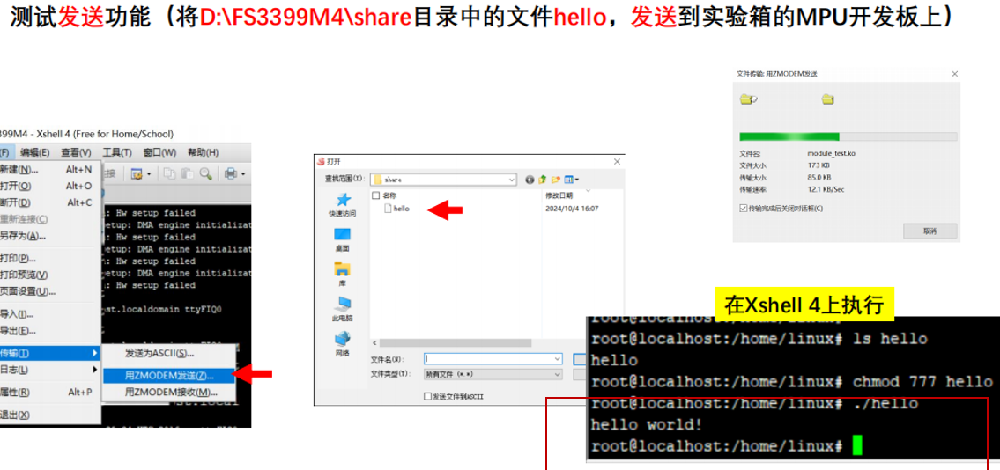 测试发送功能（将D:\FS3399M4\share目录中的文件hello，发送到实验箱的MPU开发板上）
399M4 - Xshell 4 (Free for Home/School)
(F) 编辑(E) 查看(V) 工具(T) 窗口(W) 帮助(H)
新建(N)... Alt+N
打开(O) Alt+O
断开(D) Alt+C
重新连接(C)
另存为(A)...
打印(P)...
打印预览(V)
页面设置(U)...
导入(I)...
导出(E)...
传输(T)
日志(L)
属性(R) Alt+P
退出(X)
: Hw setup failed
etup: DMA engine initializat
: Hw setup failed
etup: DMA engine initializat
: Hw setup failed
etup: DMA engine initializat
: Hw setup failed
st.localdomain ttyFIQ0
发送为ASCII(S)...
用ZMODEM发送(Z)...
用ZMODEM接收(M)...
打开
查找范围(I): share
名称 修改日期
hello 2024/10/4 16:07
快速访问
桌面
库
此电脑
网络
文件名(N):
文件类型(T): 所有文件 (*.*)
发送文件到ASCII
文件传输: 用ZMODEM发送
文件名: module_test.ko
文件大小: 173 KB
传输大小: 85.0 KB
传输速率: 12.1 KB/Sec
传输完成后关闭对话框(C)
取消
在Xshell 4上执行
root@localhost:/home/linux# ls hello
hello
root@localhost:/home/linux# chmod 777 hello
root@localhost:/home/linux# ./hello
hello world!
root@localhost:/home/linux#